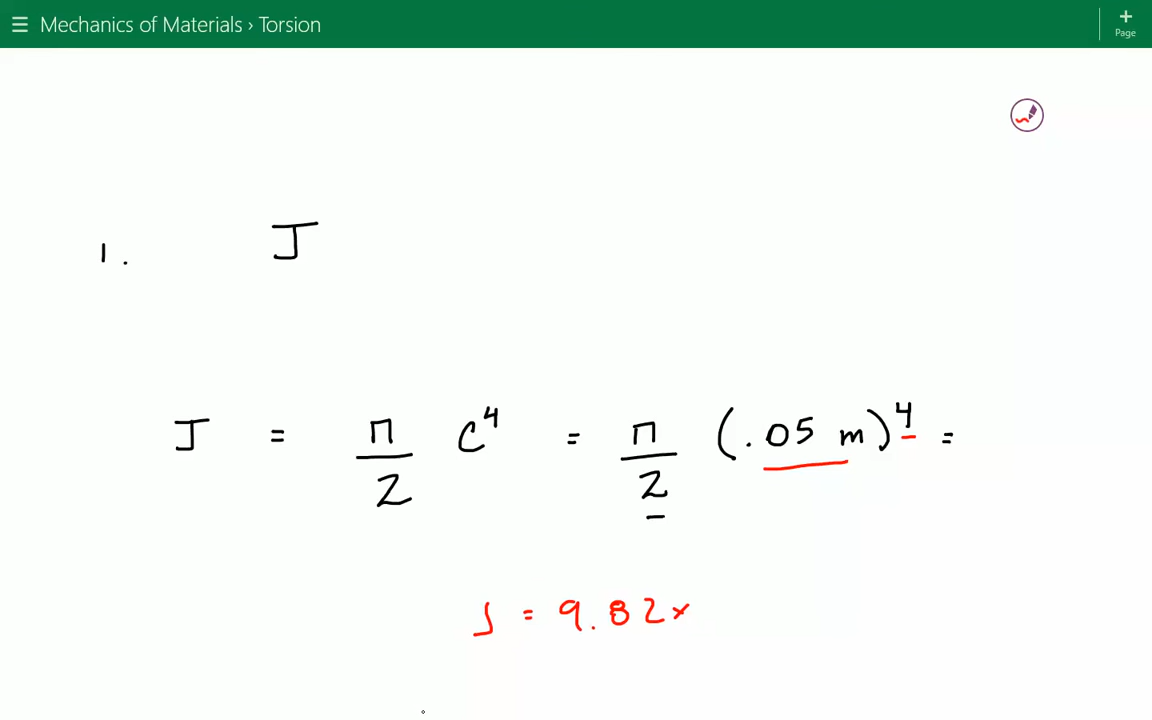 Mechanics of Materials › Torsion
Page
1. J
J = π/2 c⁴ = π/2 (.05 m)⁴ =
J = 9.82×